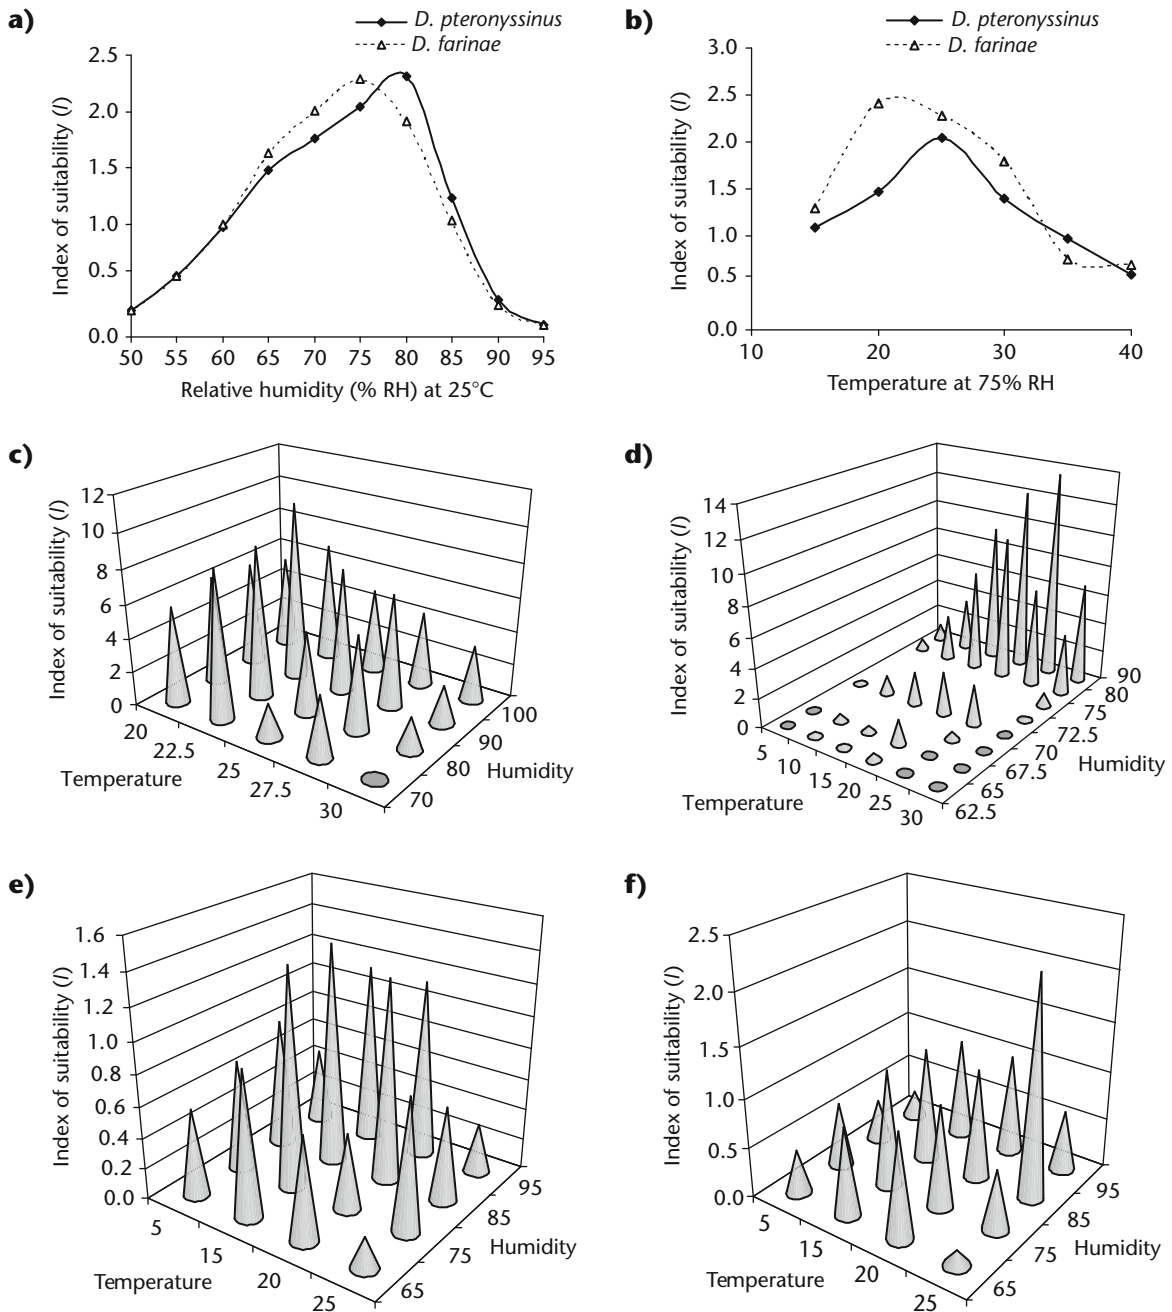 a)
D. pteronyssinus
D. farinae
2.5
2.0
1.5
1.0
0.5
0.0
Index of suitability (I)
50 55 60 65 70 75 80 85 90 95
Relative humidity (% RH) at 25°C
b)
D. pteronyssinus
D. farinae
3.0
2.5
2.0
1.5
1.0
0.5
0.0
Index of suitability (I)
10 20 30 40
Temperature at 75% RH
c)
12
10
8
6
4
2
0
Index of suitability (I)
20
22.5
25
27.5
30
Temperature
70
80
90
100
Humidity
d)
14
12
10
8
6
4
2
0
Index of suitability (I)
5
10
15
20
25
30
Temperature
62.5
65
67.5
70
72.5
75
80
90
Humidity
e)
1.6
1.4
1.2
1.0
0.8
0.6
0.4
0.2
0.0
Index of suitability (I)
5
15
20
25
Temperature
65
75
85
95
Humidity
f)
2.5
2.0
1.5
1.0
0.5
0.0
Index of suitability (I)
5
15
20
25
Temperature
65
75
85
95
Humidity